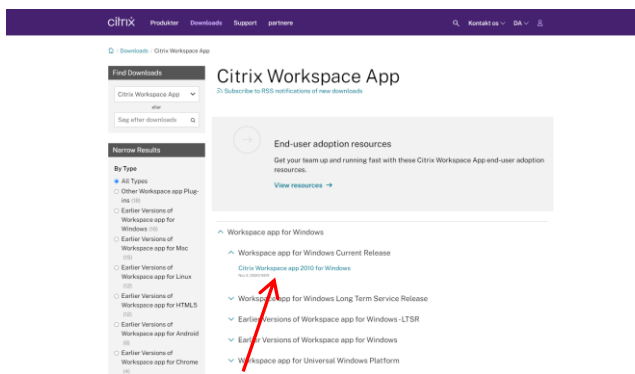 citrix Produkter Downloads Support partnere Kontakt os DA
Downloads / Citrix Workspace App
Find Downloads
Citrix Workspace App
eller
Søg efter downloads
Narrow Results
By Type
All Types
Other Workspace app Plug-
ins
Earlier Versions of
Workspace app for
Windows
Earlier Versions of
Workspace app for Mac
Earlier Versions of
Workspace app for Linux
Earlier Versions of
Workspace app for HTML5
Earlier Versions of
Workspace app for Android
Earlier Versions of
Workspace app for Chrome
Citrix Workspace App
Subscribe to RSS notifications of new downloads
End-user adoption resources
Get your team up and running fast with these Citrix Workspace App end-user adoption
resources.
View resources →
Workspace app for Windows
Workspace app for Windows Current Release
Citrix Workspace app 2010 for Windows
Workspace app for Windows Long Term Service Release
Earlier Versions of Workspace app for Windows -LTSR
Earlier Versions of Workspace app for Windows
Workspace app for Universal Windows Platform